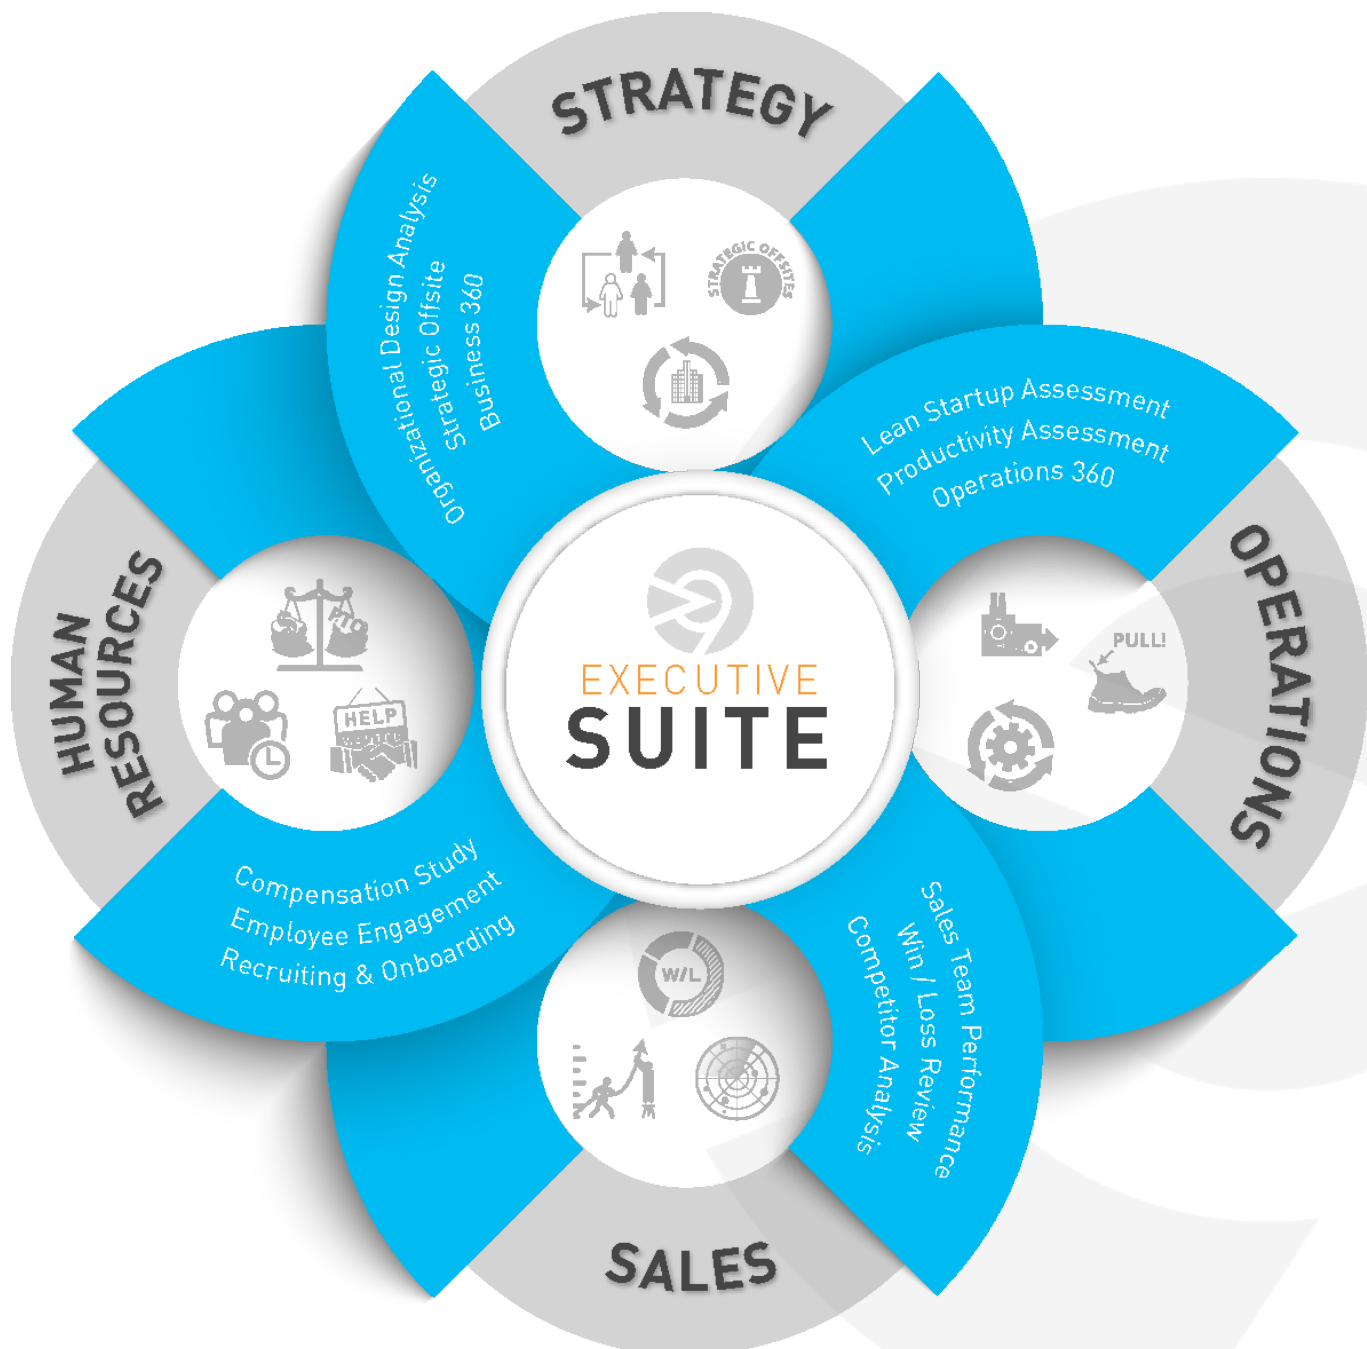 STRATEGY
STRATEGIC OFFSITES
Organizational Design Analysis
Strategic Offsite
Business 360
Lean Startup Assessment
Productivity Assessment
Operations 360
OPERATIONS
PULL!
HUMAN
RESOURCES
PTO
HELP
EXECUTIVE
SUITE
Compensation Study
Employee Engagement
Recruiting & Onboarding
Sales Team Performance
Win / Loss Review
Competitor Analysis
W/L
SALES